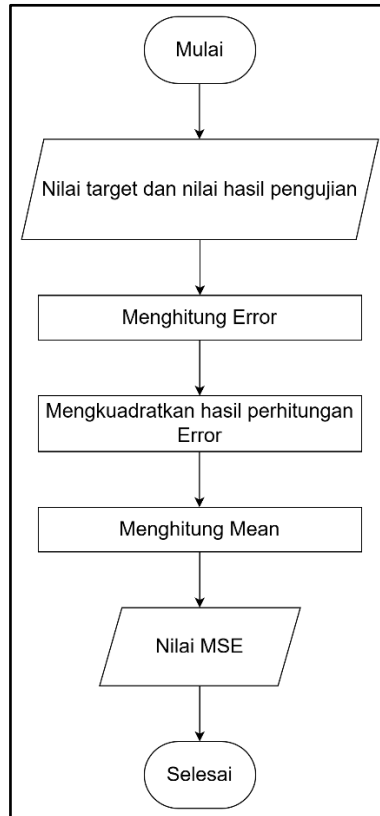 Mulai
Nilai target dan nilai hasil pengujian
Menghitung Error
Mengkuadratkan hasil perhitungan
Error
Menghitung Mean
Nilai MSE
Selesai